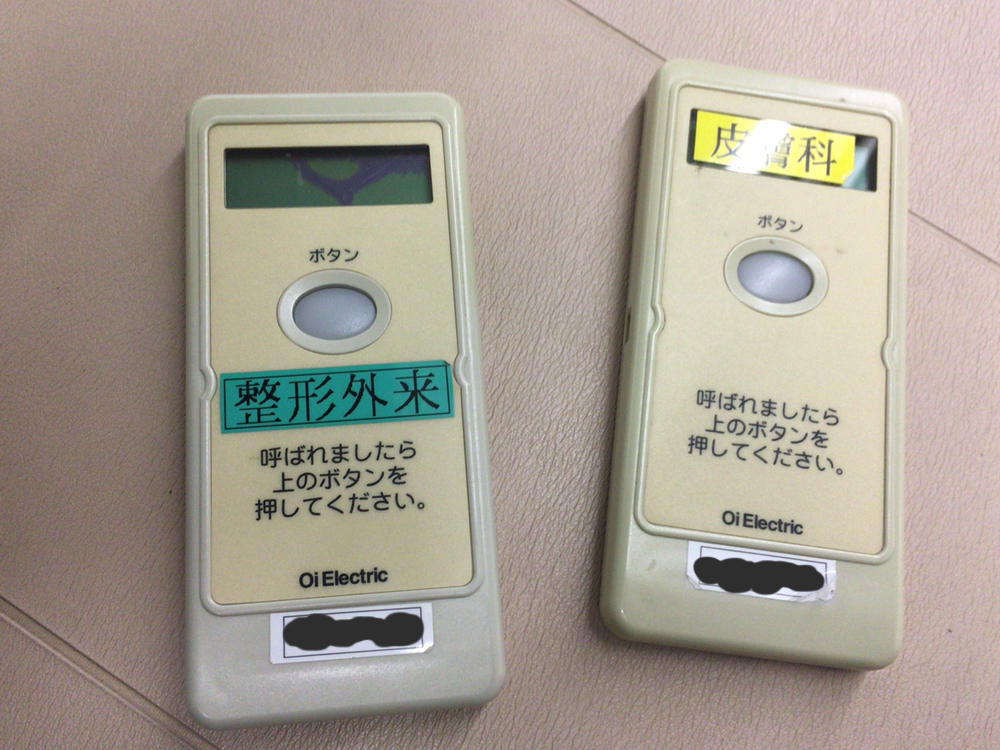 ボタン
整形外来
呼ばれましたら
上のボタンを
押してください。
Oi Electric
皮膚科
ボタン
呼ばれましたら
上のボタンを
押してください。
Oi Electric